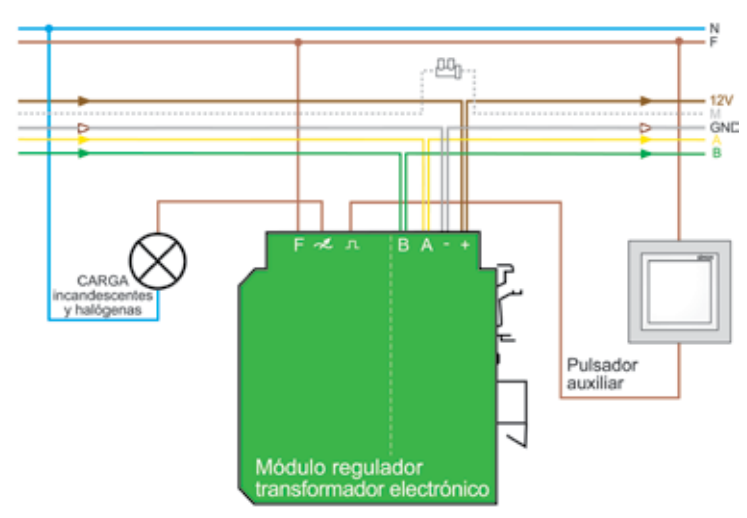 N
F
12V
M
GND
A
B
F B A - +
CARGA
incandescentes
y halógenas
Pulsador
auxiliar
Módulo regulador
transformador electrónico